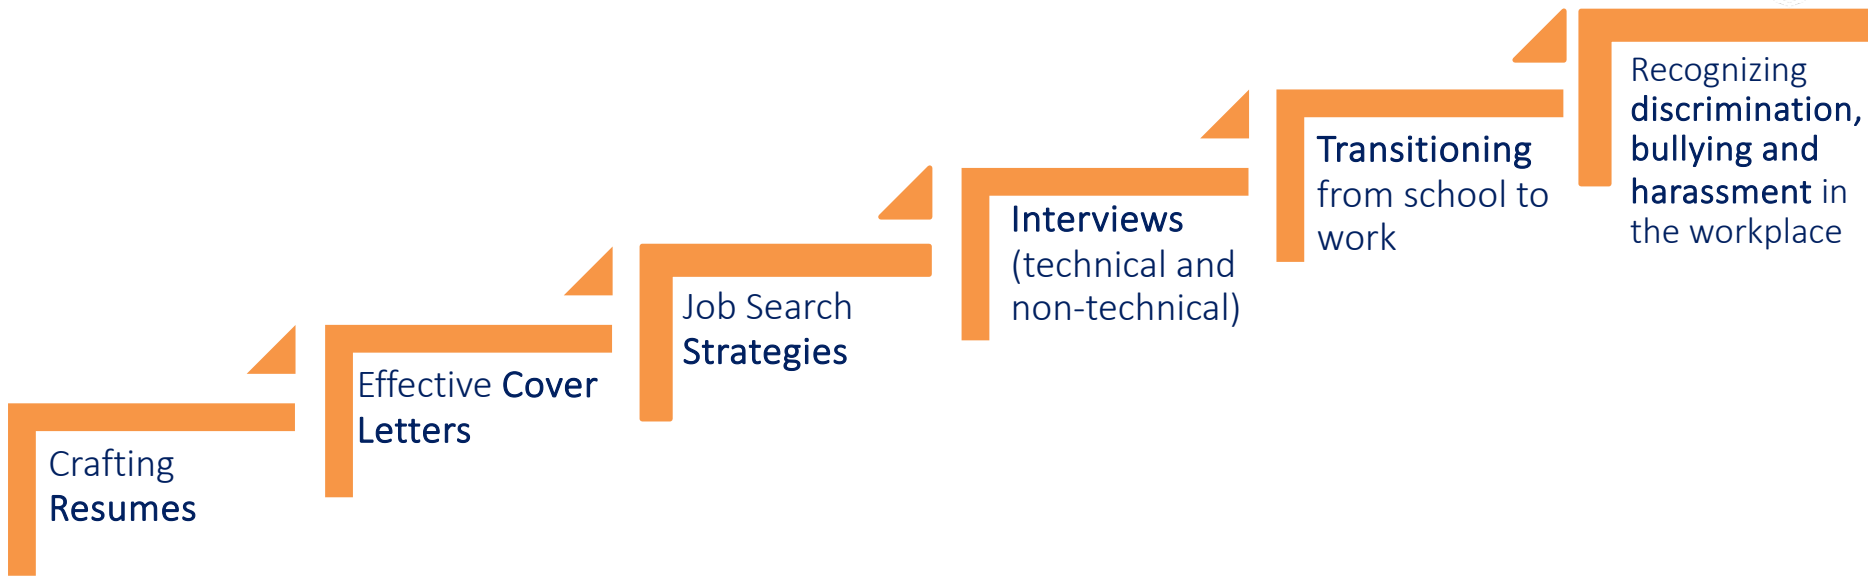 Crafting
Resumes
Effective Cover
Letters
Job Search
Strategies
Interviews
(technical and
non-technical)
Transitioning
from school to
work
Recognizing
discrimination,
bullying and
harassment in
the workplace